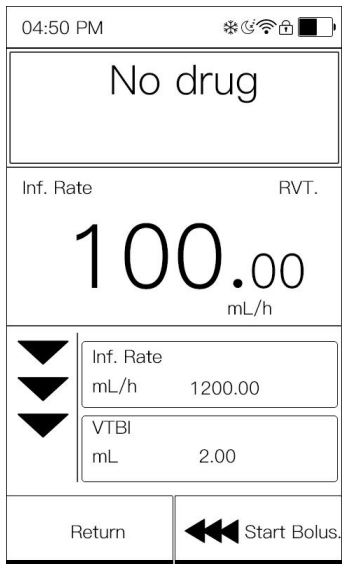 04:50 PM
No drug
Inf. Rate RVT.
100.00
mL/h
Inf. Rate
mL/h 1200.00
VTBI
mL 2.00
Return Start Bolus.